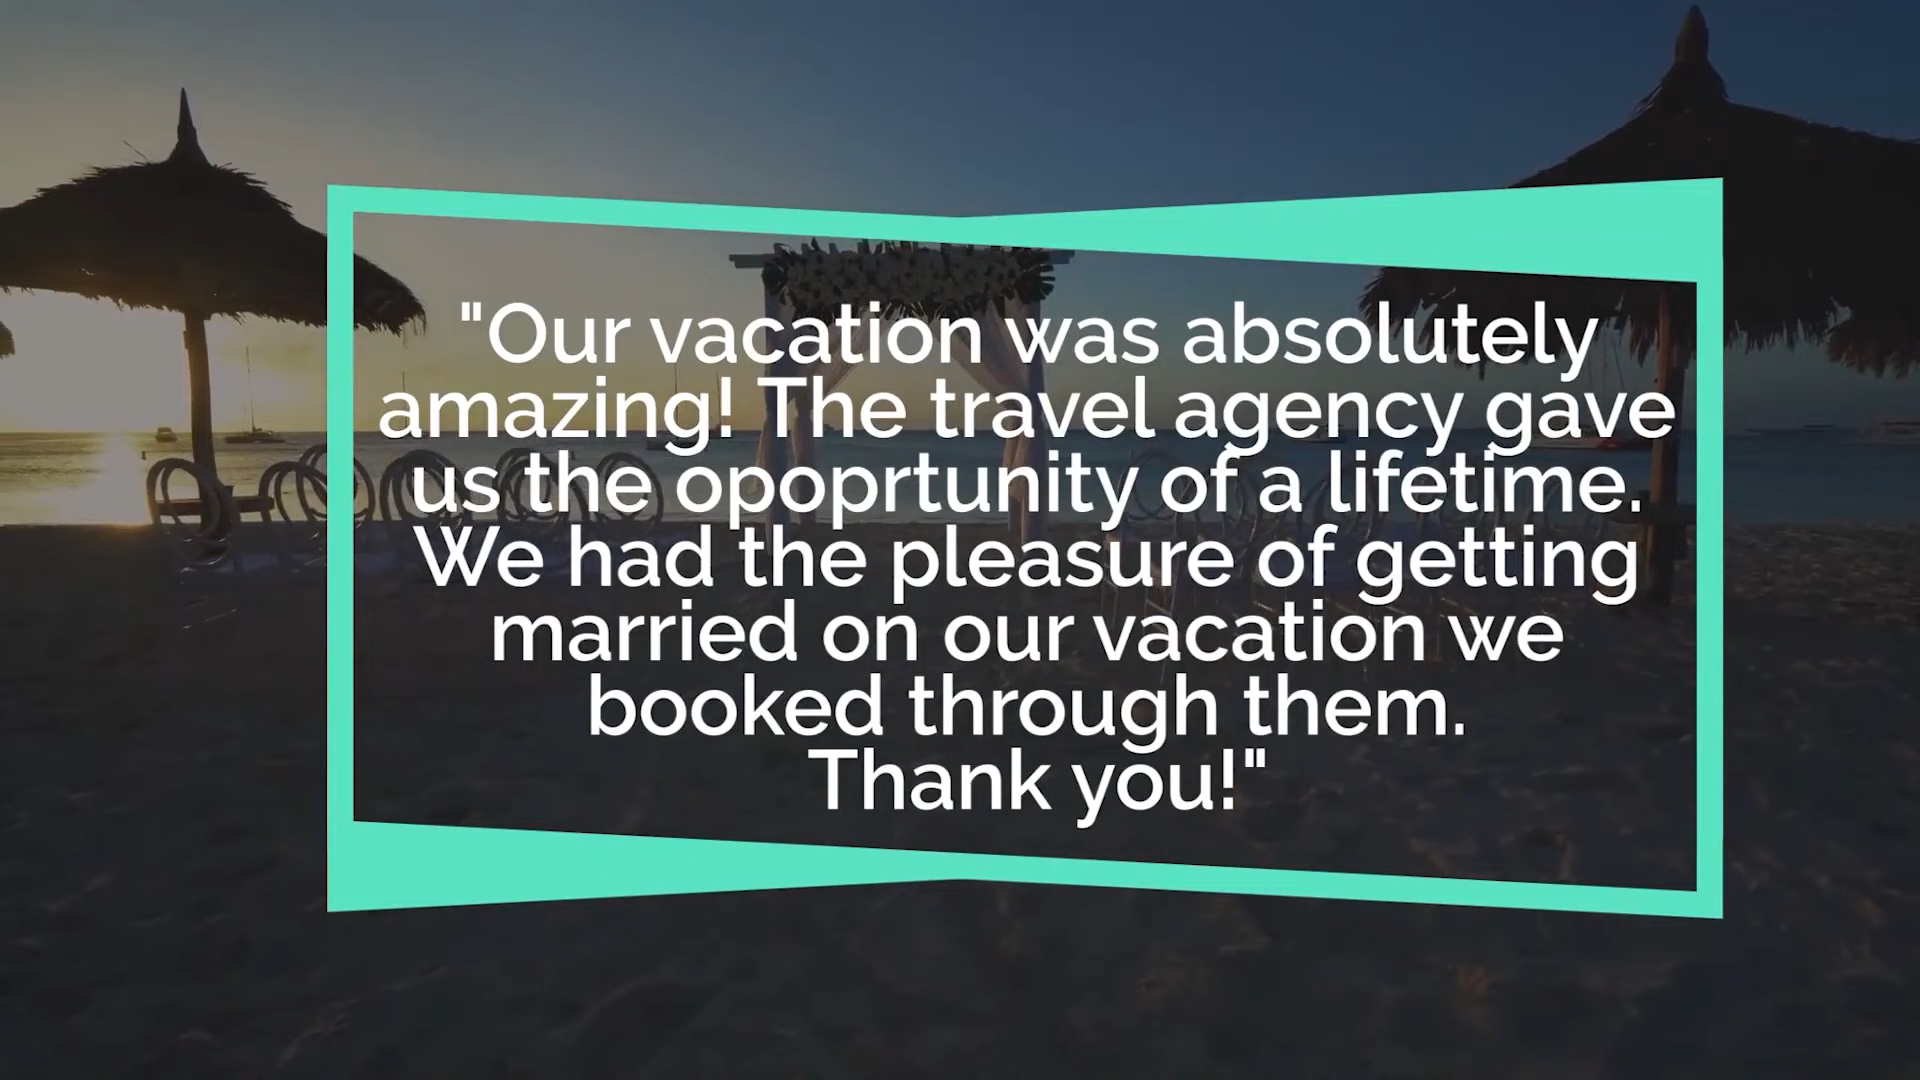 "Our vacation was absolutely
amazing! The travel agency gave
us the opoprtunity of a lifetime.
We had the pleasure of getting
married on our vacation we
booked through them.
Thank you!"